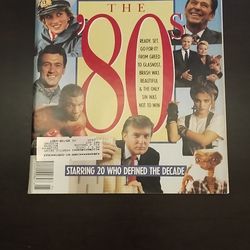 THE
'80s
READY, SET,
GO FOR IT!
FROM GREED
TO GLASNOST,
BRASH WAS
BEAUTIFUL
& THE ONLY
SIN WAS
NOT TO WIN
STARRING 20 WHO DEFINED THE DECADE